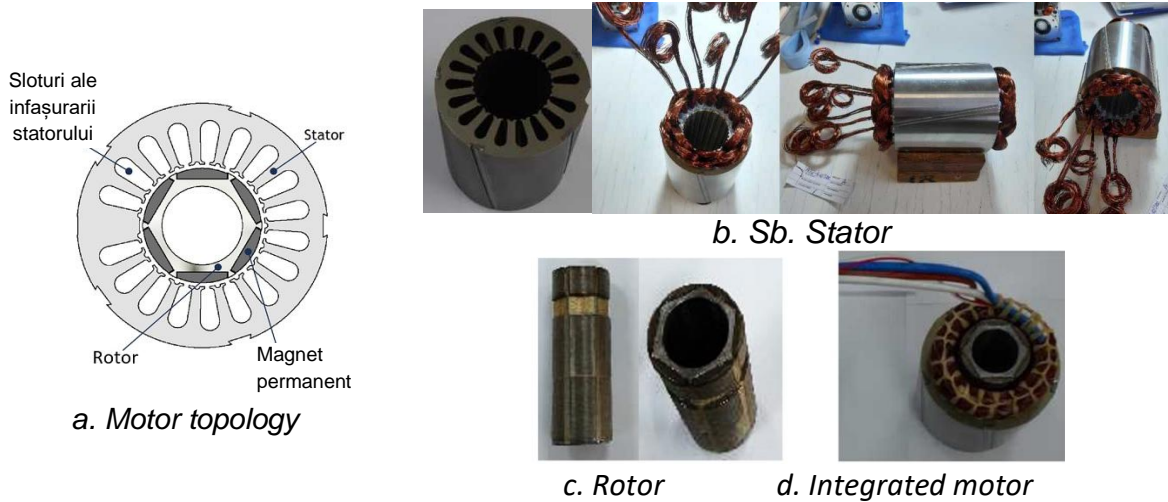 Sloturi ale
infașurarii
statorului
Stator
Rotor
Magnet
permanent
a. Motor topology
b. Sb. Stator
c. Rotor
d. Integrated motor